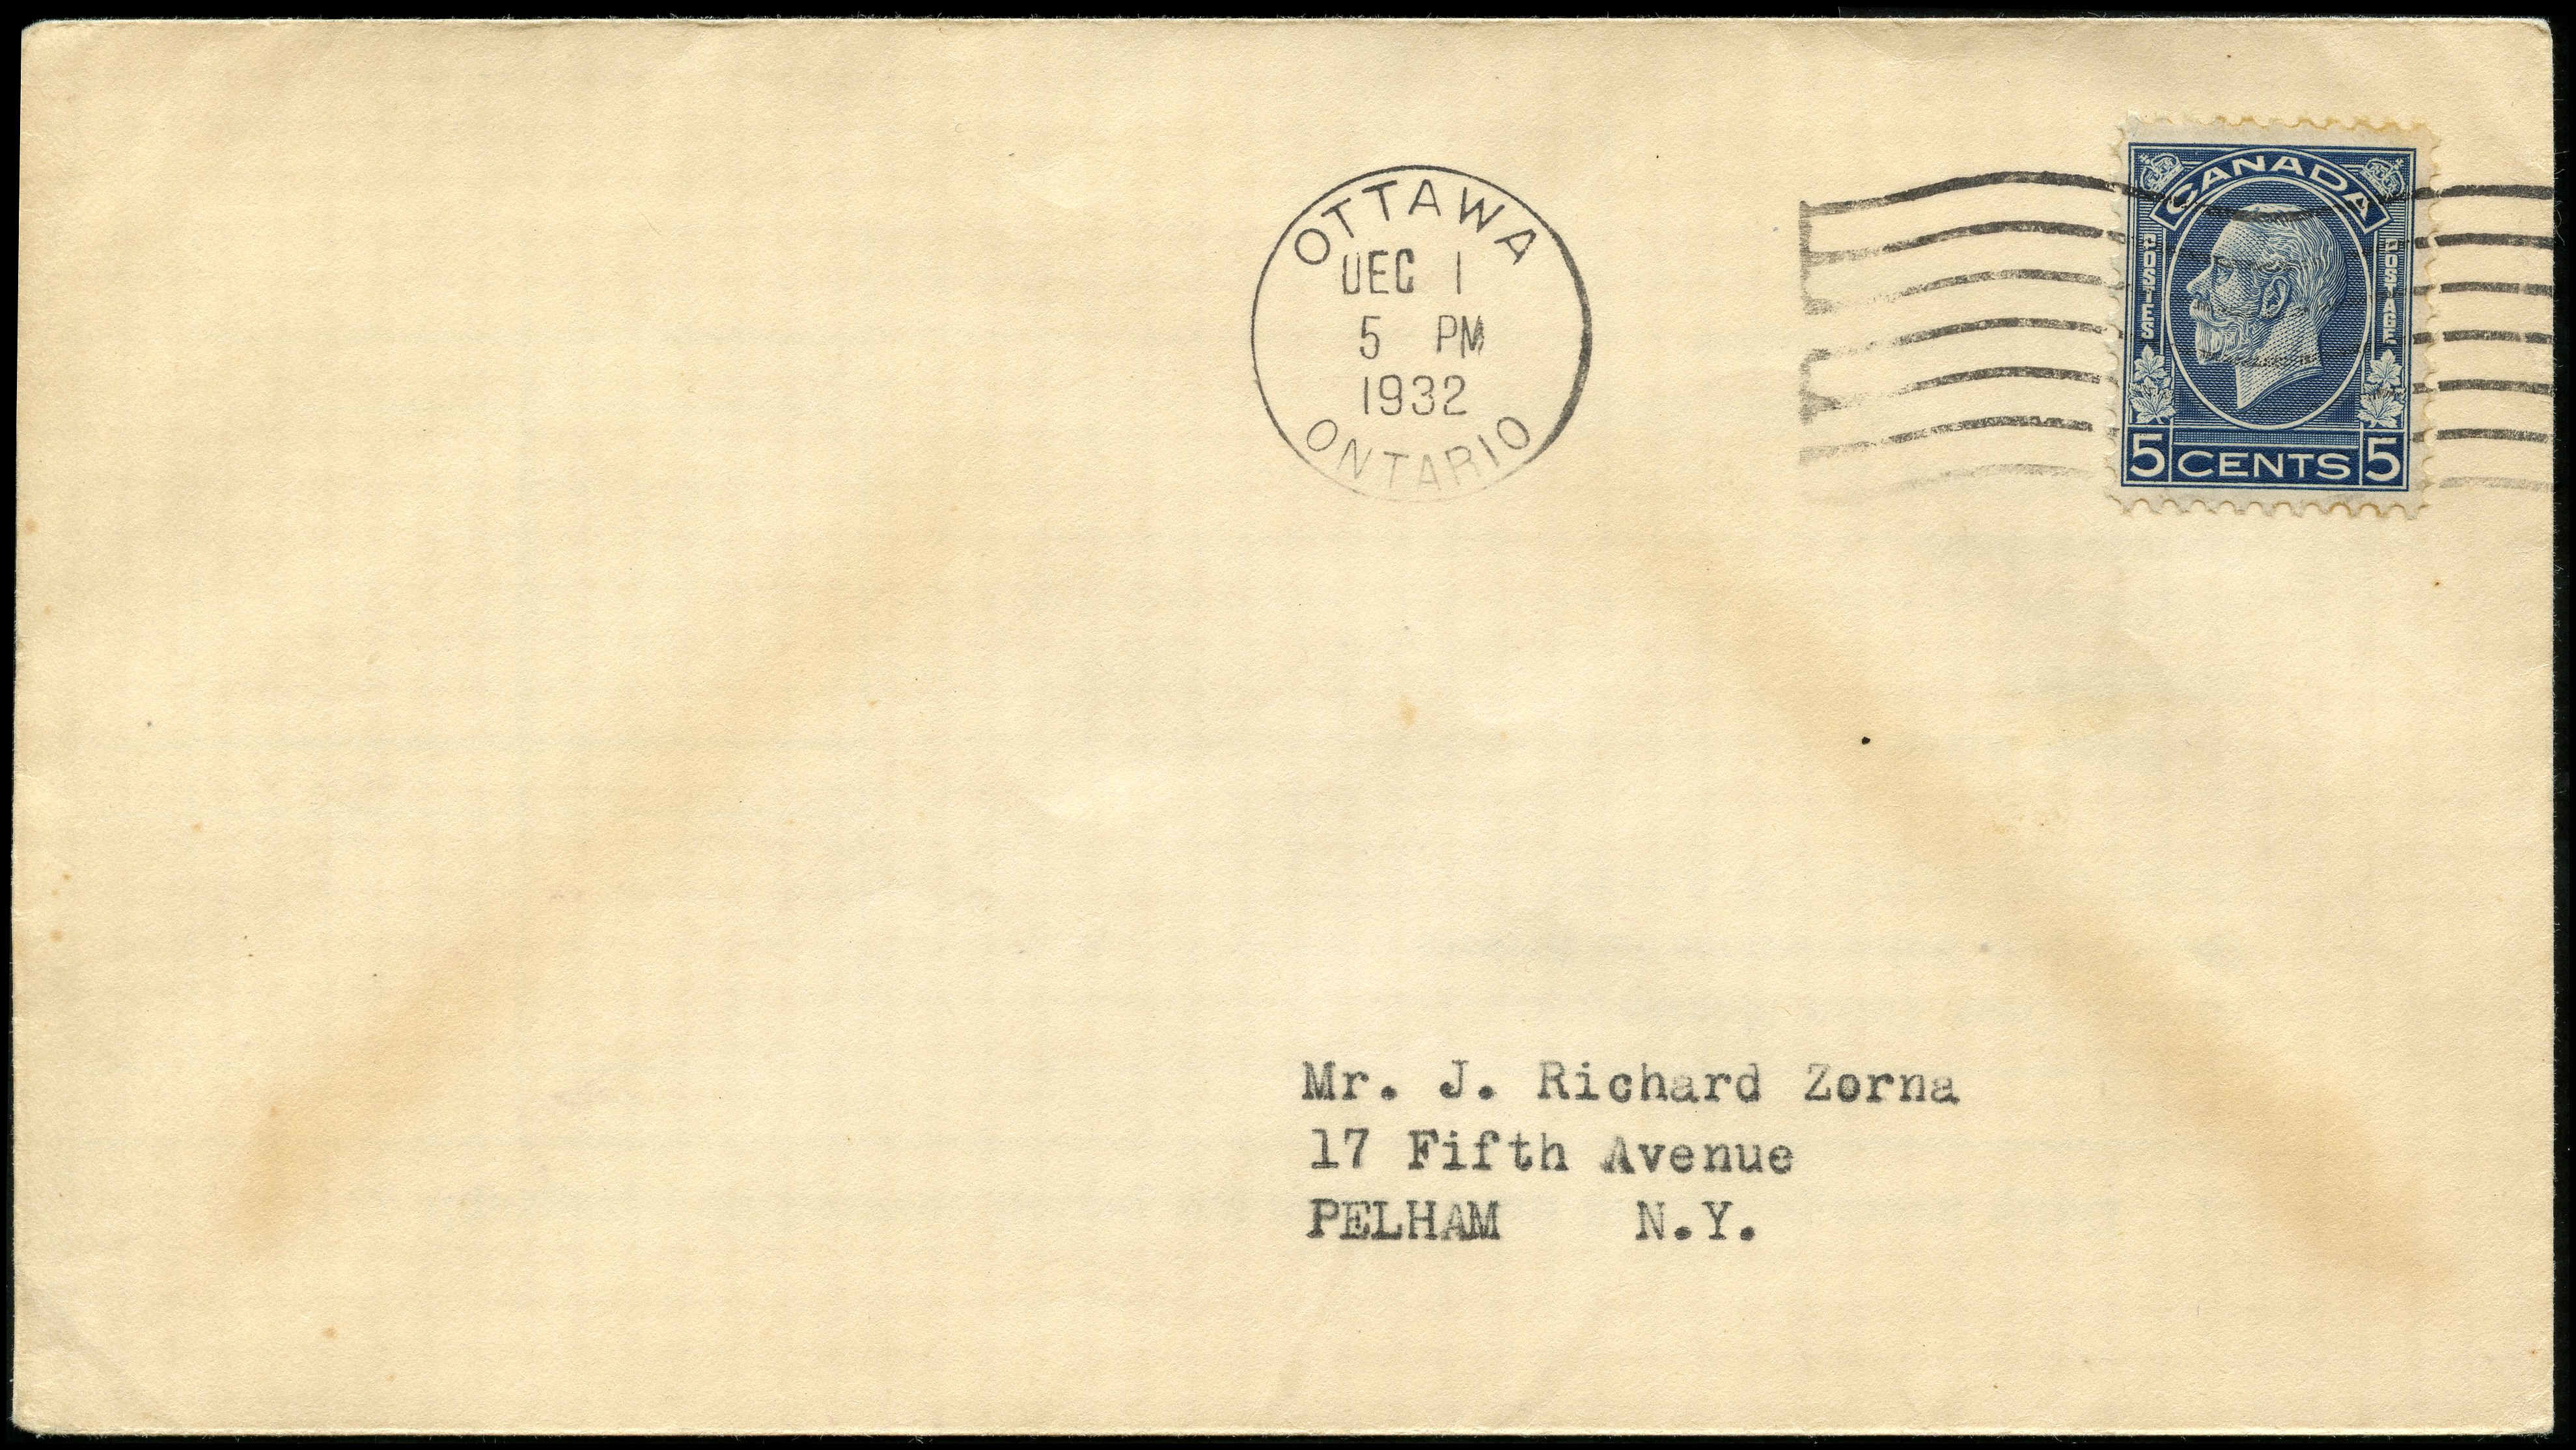 OTTAWA
DEC 1
5 PM
1932
ONTARIO
CANADA
POSTES
POSTAGE
5 CENTS 5
Mr. J. Richard Zorna
17 Fifth Avenue
PELHAM N.Y.